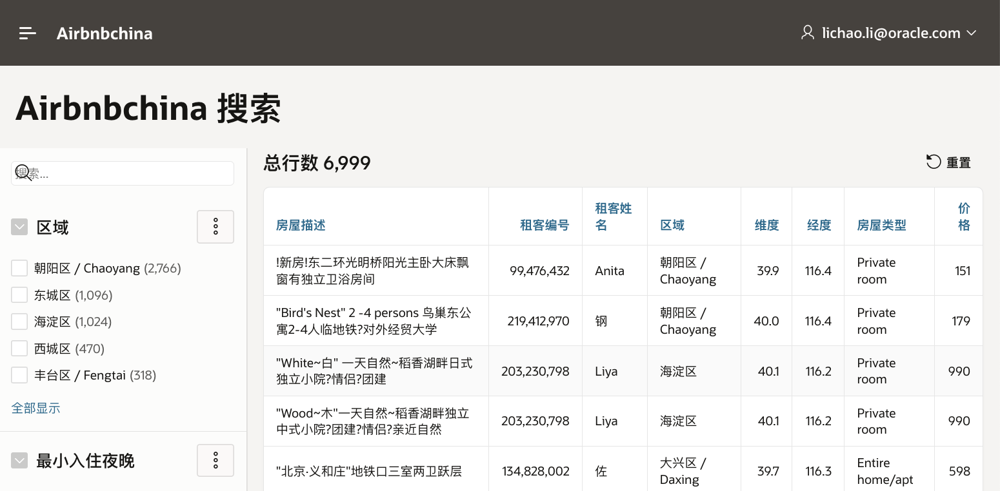 Airbnbchina
lichao.li@oracle.com
Airbnbchina 搜索
搜索...
区域
朝阳区 / Chaoyang (2,766)
东城区 (1,096)
海淀区 (1,024)
西城区 (470)
丰台区 / Fengtai (318)
全部显示
最小入住夜晚
总行数 6,999
重置
房屋描述 租客编号 租客姓名 区域 维度 经度 房屋类型 价格
!新房!东二环光明桥阳光主卧大床飘
窗有独立卫浴房间
99,476,432
Anita
朝阳区 /
Chaoyang
39.9
116.4
Private
room
151
"Bird's Nest" 2 -4 persons 鸟巢东公
寓2-4人临地铁?对外经贸大学
219,412,970
钢
朝阳区 /
Chaoyang
40.0
116.4
Private
room
179
"White~白" 一天自然~稻香湖畔日式
独立小院?情侣?团建
203,230,798
Liya
海淀区
40.1
116.2
Private
room
990
"Wood~木"一天自然~稻香湖畔独立
中式小院?团建?情侣?亲近自然
203,230,798
Liya
海淀区
40.1
116.2
Private
room
990
"北京·义和庄"地铁口三室两卫跃层
134,828,002
佐
大兴区 /
Daxing
39.7
116.3
Entire
home/apt
598